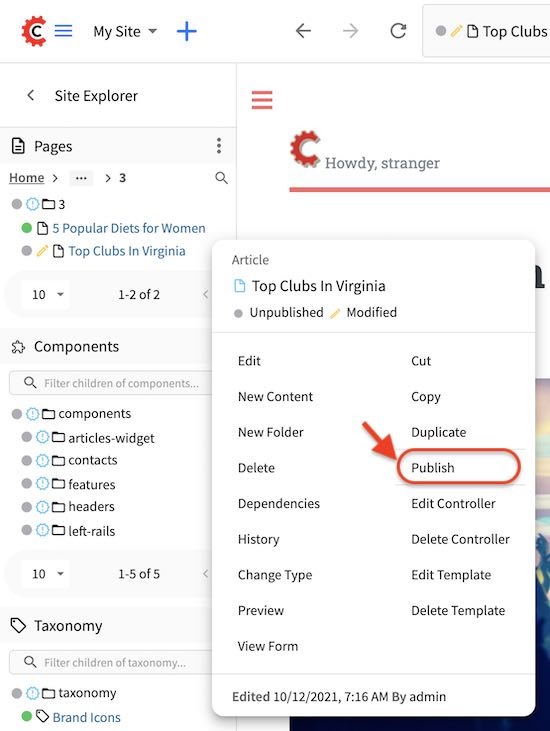 My Site
Top Clubs
Site Explorer
Pages
Home > ... > 3
3
5 Popular Diets for Women
Top Clubs In Virginia
10
1-2 of 2
Components
Filter children of components...
components
articles-widget
contacts
features
headers
left-rails
10
1-5 of 5
Taxonomy
Filter children of taxonomy...
taxonomy
Brand Icons
Howdy, stranger
Article
Top Clubs In Virginia
Unpublished Modified
Edit
Cut
New Content
Copy
New Folder
Duplicate
Delete
Publish
Dependencies
Edit Controller
History
Delete Controller
Change Type
Edit Template
Preview
Delete Template
View Form
Edited 10/12/2021, 7:16 AM By admin